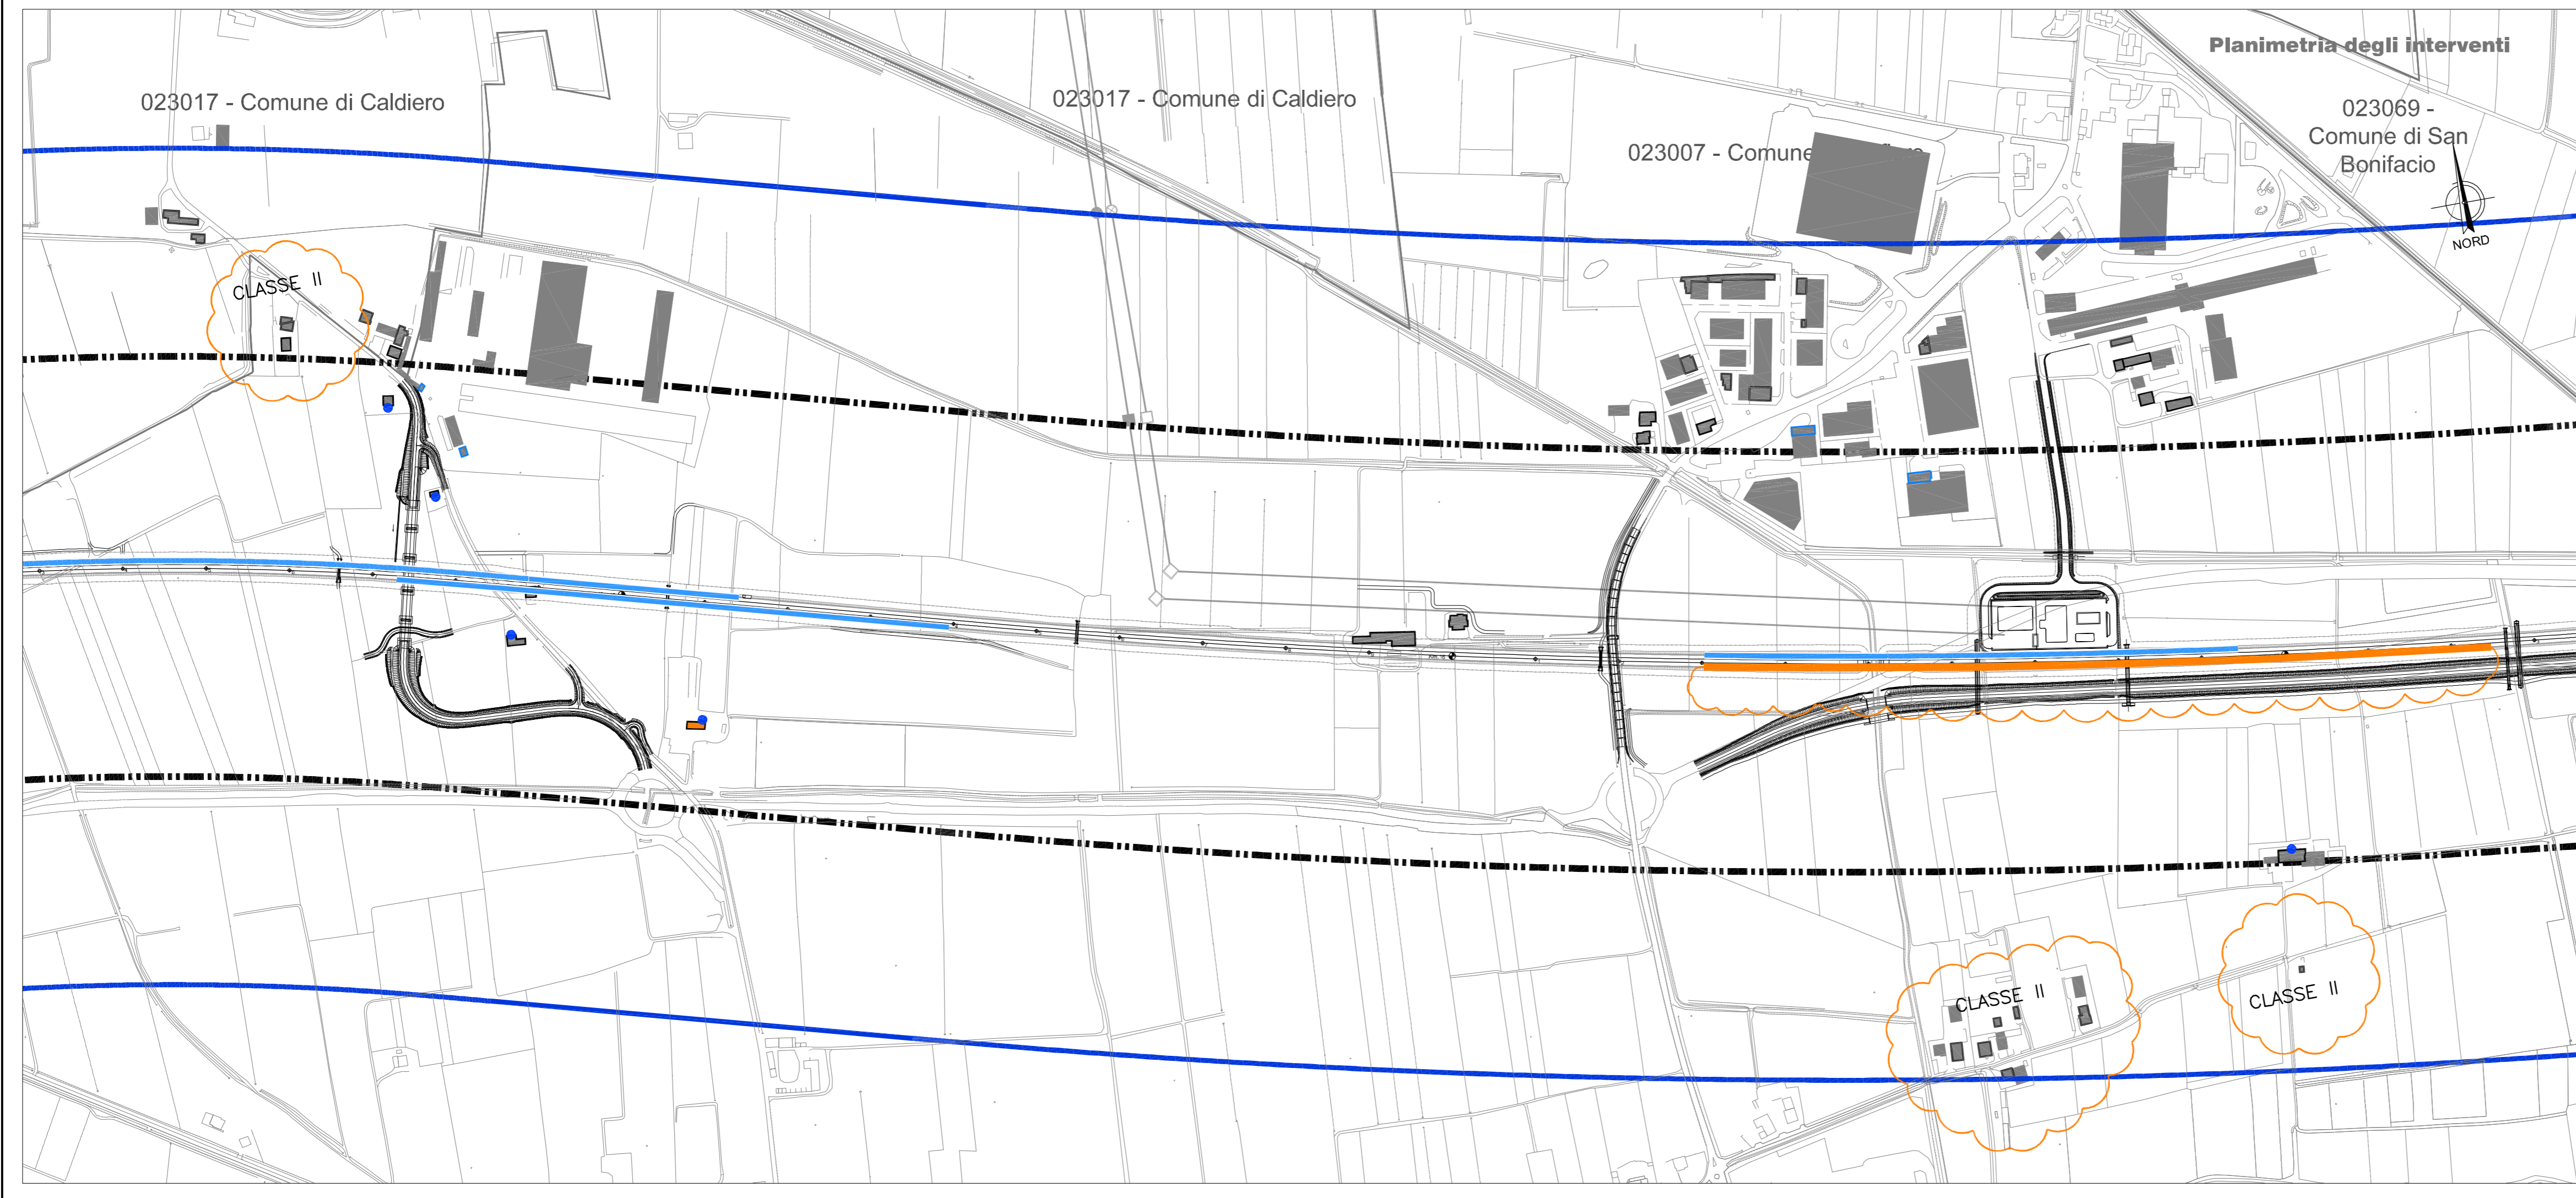 Planimetria degli interventi
023017 - Comune di Caldiero
023017 - Comune di Caldiero
023007 - Comune
023069 -
Comune di San
Bonifacio
NORD
CLASSE II
CLASSE II
CLASSE II